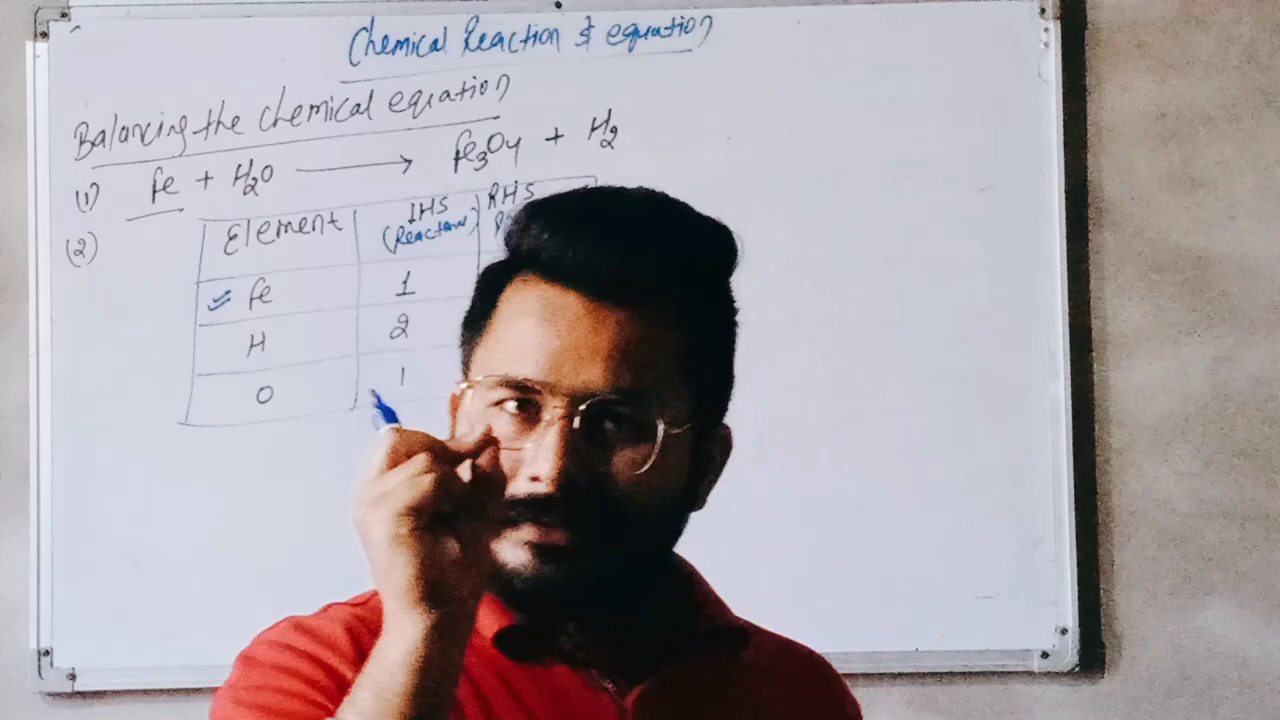 Chemical Reaction & equation
Balancing the chemical equation
(1) Fe + H₂O ⟶ Fe₃O₄ + H₂
(2)
Element LHS (Reactant) RHS
Fe 1
H 2
O 1